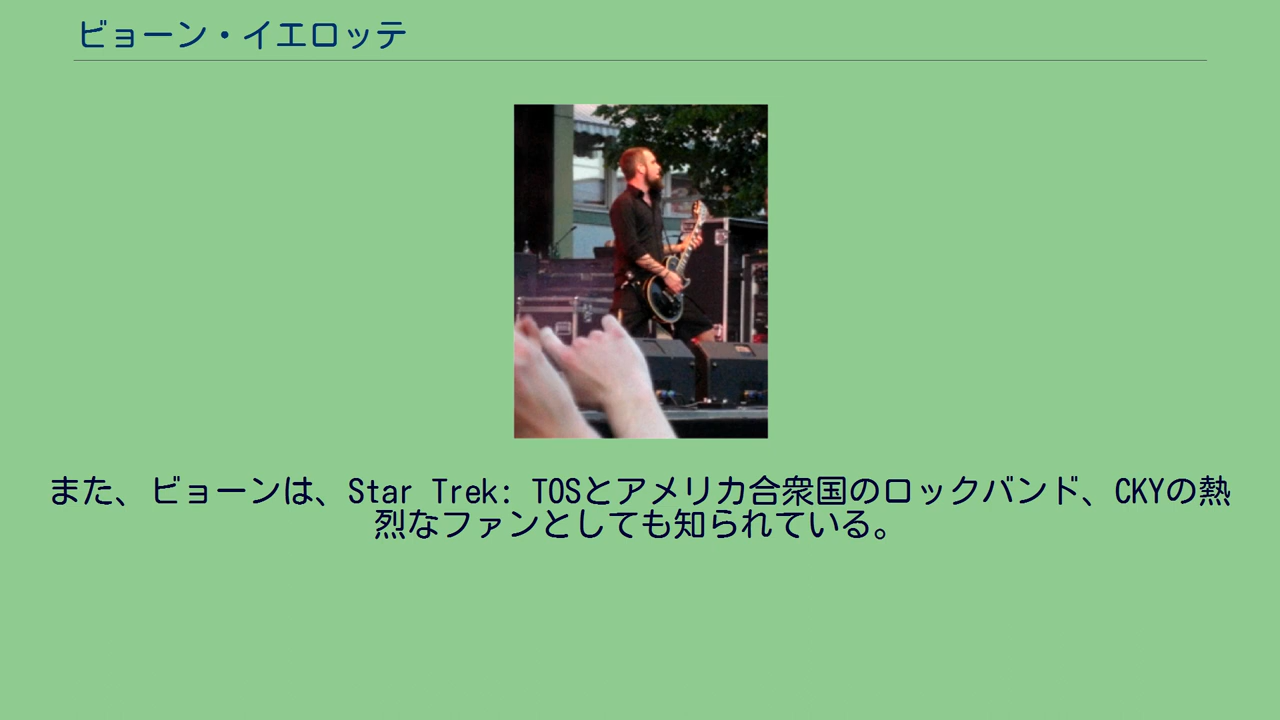 ビョーン・イエロッテ
また、ビョーンは、Star Trek: TOSとアメリカ合衆国のロックバンド、CKYの熱
烈なファンとしても知られている。